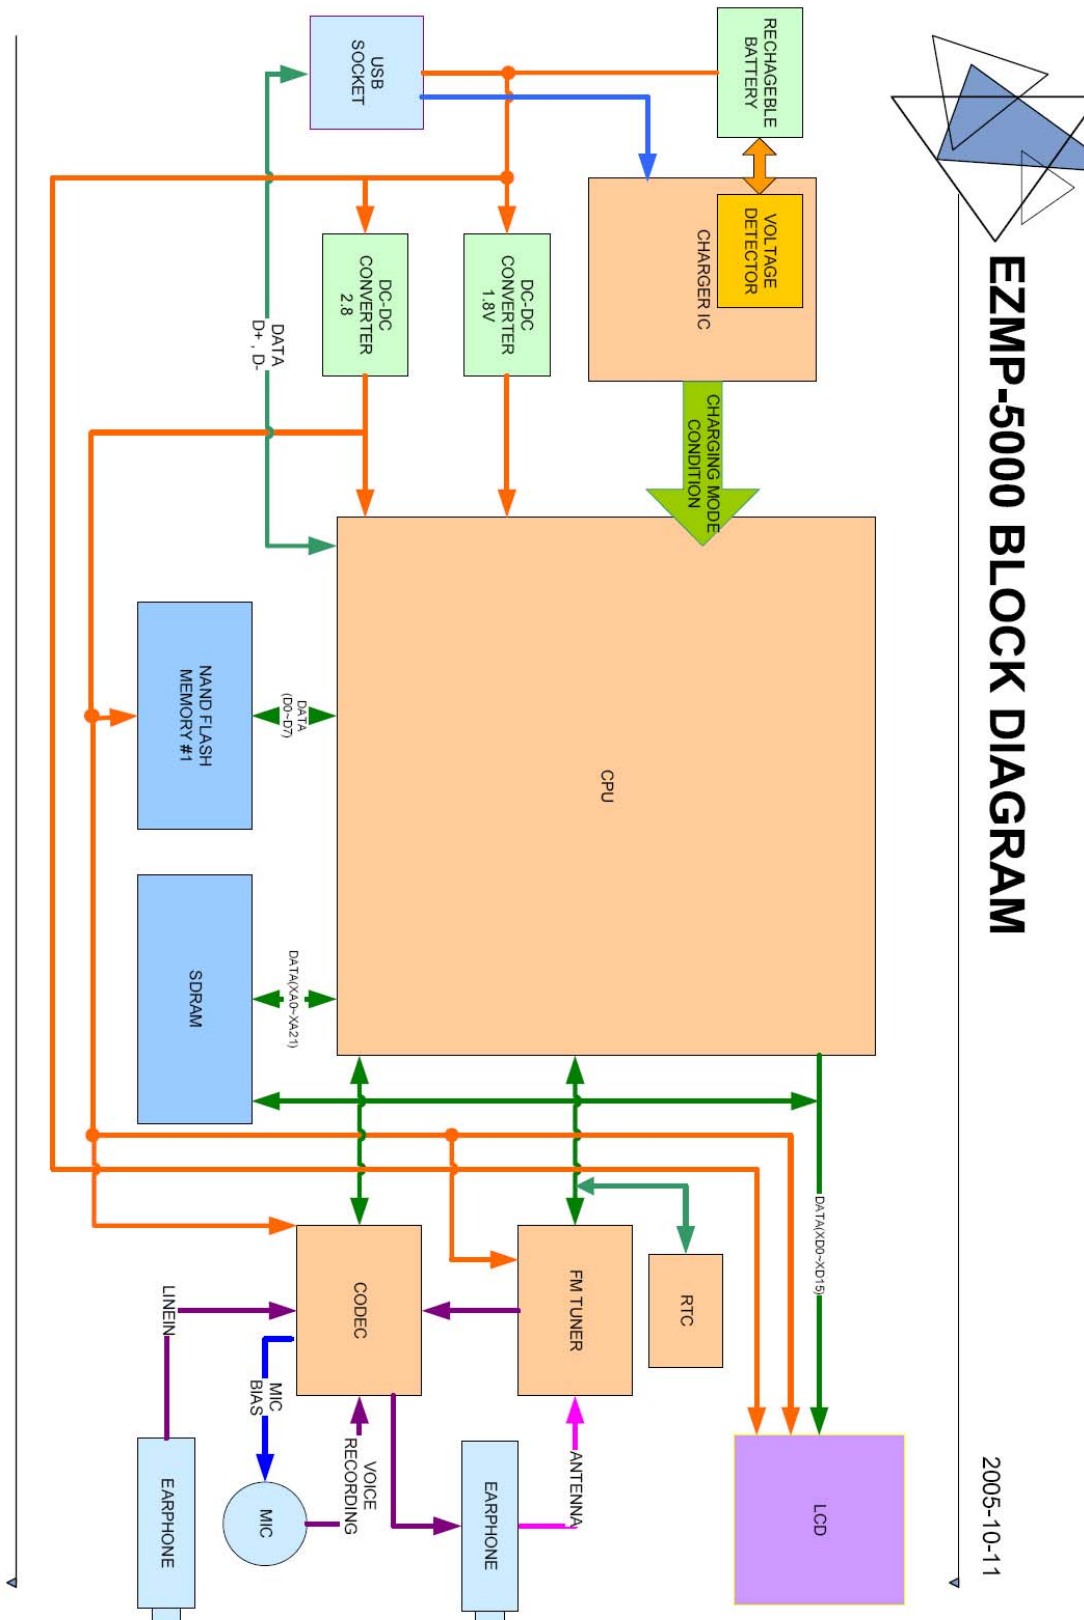 EZMP-5000 BLOCK DIAGRAM
2005-10-11
RECHAGEBLE
BATTERY
USB
SOCKET
VOLTAGE
DETECTOR
CHARGER IC
DC-DC
CONVERTER
1.8V
DC-DC
CONVERTER
2.8
DATA
D+ , D-
CHARGING MODE
CONDITION
CPU
NAND FLASH
MEMORY #1
DATA
(D0~D7)
SDRAM
DATA(XA0~XA21)
DATA(XD0~XD15)
RTC
FM TUNER
CODEC
LINEIN
MIC
BIAS
VOICE
RECORDING
ANTENNA
LCD
EARPHONE
MIC
EARPHONE